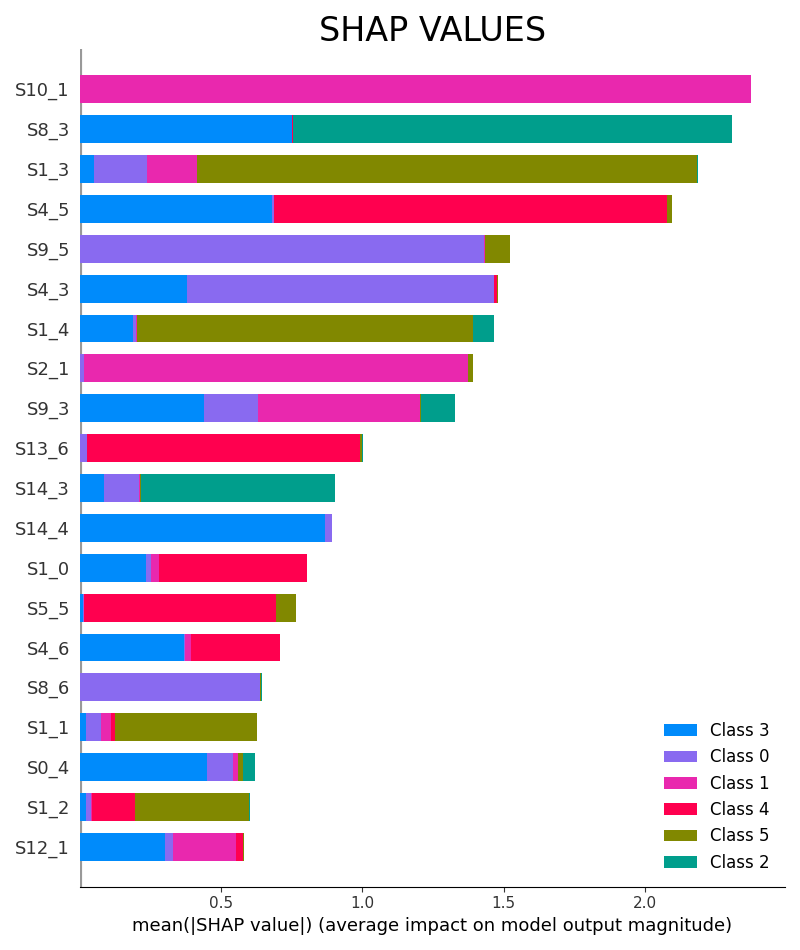 SHAP VALUES
S10_1
S8_3
S1_3
S4_5
S9_5
S4_3
S1_4
S2_1
S9_3
S13_6
S14_3
S14_4
S1_0
S5_5
S4_6
S8_6
S1_1
S0_4
S1_2
S12_1
Class 3
Class 0
Class 1
Class 4
Class 5
Class 2
0.5 1.0 1.5 2.0
mean(|SHAP value|) (average impact on model output magnitude)